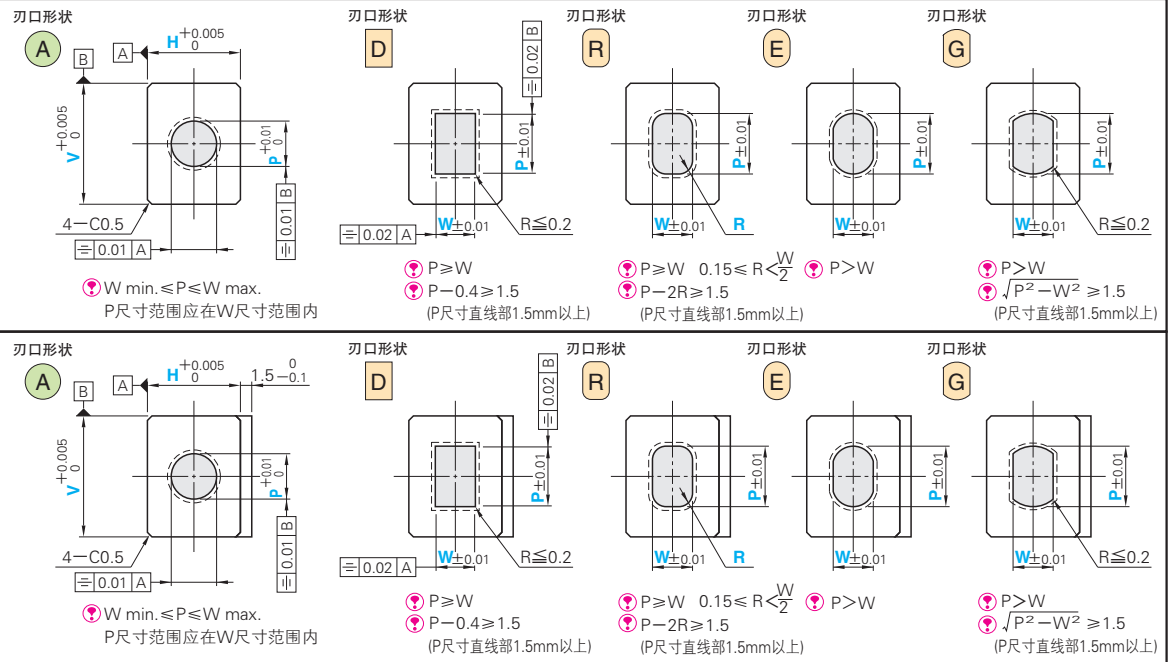 刃口形状
A
B
A
H +0.005 0
V +0.005 0
P +0.01 0
0.01 B
4－C0.5
0.01 A
W min.≤P≤W max.
P尺寸范围应在W尺寸范围内
刃口形状
D
0.02 B
P±0.01
W±0.01
R≦0.2
0.02 A
P≥W
P－0.4≥1.5
(P尺寸直线部1.5mm以上)
刃口形状
R
P±0.01
W±0.01
R
P≥W 0.15≤R<W/2
P－2R≥1.5
(P尺寸直线部1.5mm以上)
刃口形状
E
P±0.01
W±0.01
P>W
刃口形状
G
P±0.01
W±0.01
R≦0.2
P>W
√P²－W² ≥1.5
(P尺寸直线部1.5mm以上)
刃口形状
A
B
A
H +0.005 0
1.5 0 －0.1
V +0.005 0
P +0.01 0
0.01 B
4－C0.5
0.01 A
W min.≤P≤W max.
P尺寸范围应在W尺寸范围内
刃口形状
D
0.02 B
P±0.01
W±0.01
R≦0.2
0.02 A
P≥W
P－0.4≥1.5
(P尺寸直线部1.5mm以上)
刃口形状
R
P±0.01
W±0.01
R
P≥W 0.15≤R<W/2
P－2R≥1.5
(P尺寸直线部1.5mm以上)
刃口形状
E
P±0.01
W±0.01
P>W
刃口形状
G
P±0.01
W±0.01
R≦0.2
P>W
√P²－W² ≥1.5
(P尺寸直线部1.5mm以上)